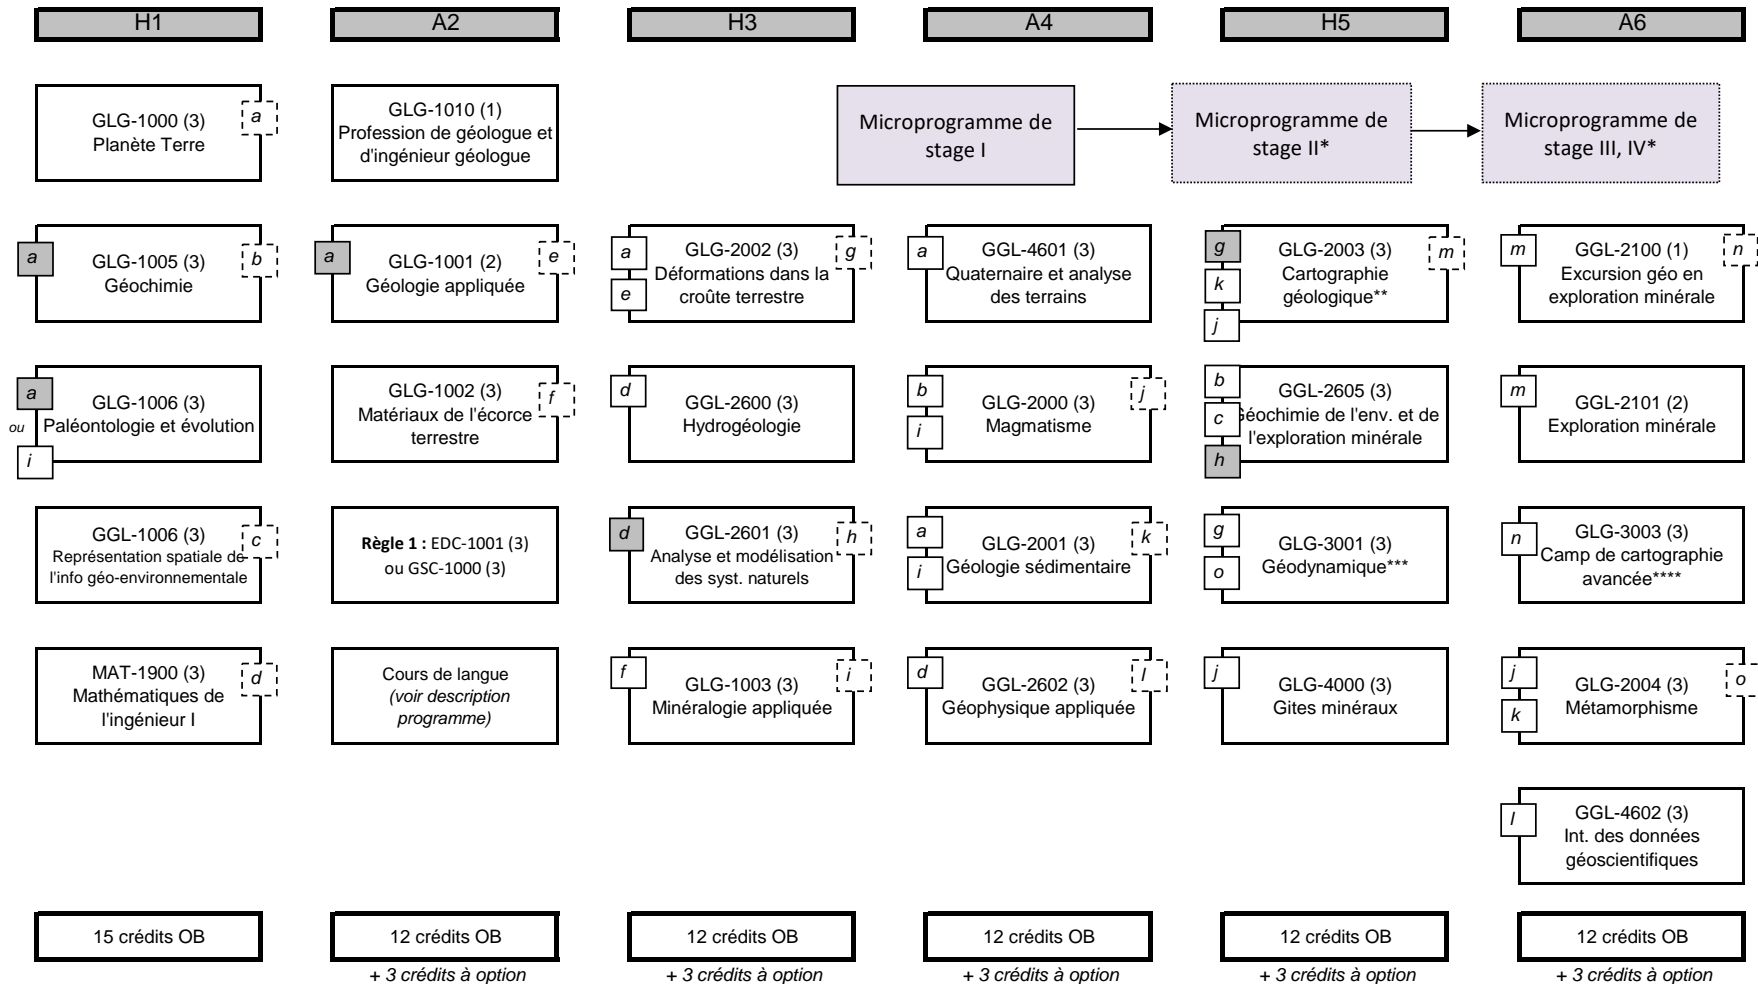 H1
A2
H3
A4
H5
A6
GLG-1000 (3)
Planète Terre
a
GLG-1010 (1)
Profession de géologue et
d'ingénieur géologue
Microprogramme de
stage I
Microprogramme de
stage II*
Microprogramme de
stage III, IV*
a
GLG-1005 (3)
Géochimie
b
a
GLG-1001 (2)
Géologie appliquée
e
a
e
GLG-2002 (3)
Déformations dans la
croûte terrestre
g
a
GGL-4601 (3)
Quaternaire et analyse
des terrains
g
k
j
GLG-2003 (3)
Cartographie
géologique**
m
m
GGL-2100 (1)
Excursion géo en
exploration minérale
n
a
ou
i
GLG-1006 (3)
Paléontologie et évolution
GLG-1002 (3)
Matériaux de l'écorce
terrestre
f
d
GGL-2600 (3)
Hydrogéologie
b
i
GLG-2000 (3)
Magmatisme
j
b
c
h
GGL-2605 (3)
Géochimie de l'env. et de
l'exploration minérale
m
GGL-2101 (2)
Exploration minérale
GGL-1006 (3)
Représentation spatiale de
l'info géo-environnementale
c
Règle 1 : EDC-1001 (3)
ou GSC-1000 (3)
d
GGL-2601 (3)
Analyse et modélisation
des syst. naturels
h
a
i
GLG-2001 (3)
Géologie sédimentaire
k
g
o
GLG-3001 (3)
Géodynamique***
n
GLG-3003 (3)
Camp de cartographie
avancée****
MAT-1900 (3)
Mathématiques de
l'ingénieur I
d
Cours de langue
(voir description
programme)
f
GLG-1003 (3)
Minéralogie appliquée
i
d
GGL-2602 (3)
Géophysique appliquée
l
j
GLG-4000 (3)
Gites minéraux
j
k
GLG-2004 (3)
Métamorphisme
o
l
GGL-4602 (3)
Int. des données
géoscientifiques
15 crédits OB
12 crédits OB
12 crédits OB
12 crédits OB
12 crédits OB
12 crédits OB
+ 3 crédits à option
+ 3 crédits à option
+ 3 crédits à option
+ 3 crédits à option
+ 3 crédits à option